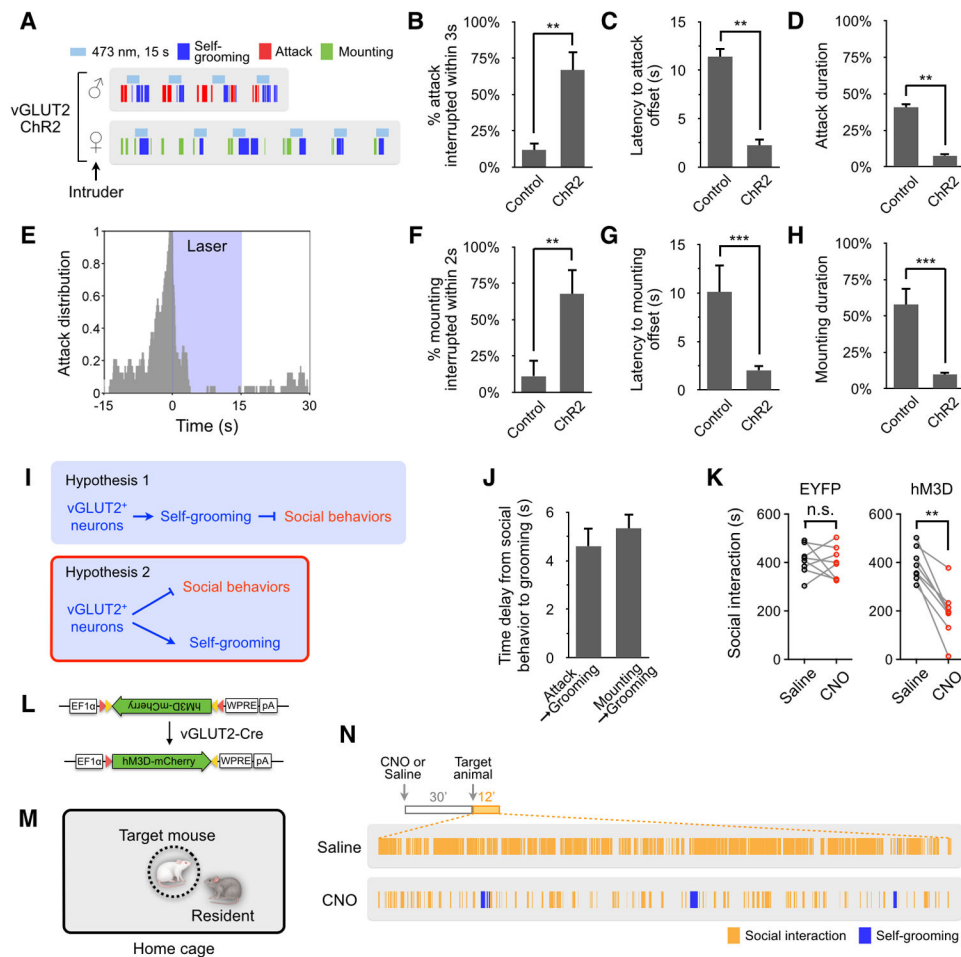 A
473 nm, 15 s
Self-grooming
Attack
Mounting
vGLUT2
ChR2
♂
♀
Intruder
B
% attack
interrupted within 3s
100%
75%
50%
25%
0%
**
Control
ChR2
C
Latency to attack
offset (s)
15
10
5
0
**
Control
ChR2
D
Attack duration
100%
75%
50%
25%
0%
**
Control
ChR2
E
Attack distribution
1
0.8
0.6
0.4
0.2
0
Laser
-15
0
15
30
Time (s)
F
% mounting
interrupted within 2s
100%
75%
50%
25%
0%
**
Control
ChR2
G
Latency to mounting
offset (s)
15
10
5
0
***
Control
ChR2
H
Mounting duration
100%
75%
50%
25%
0%
***
Control
ChR2
I
Hypothesis 1
vGLUT2+
neurons
Self-grooming
Social behaviors
Hypothesis 2
Social behaviors
vGLUT2+
neurons
Self-grooming
J
Time delay from social
behavior to grooming (s)
8
6
4
2
0
Attack
→Grooming
Mounting
→Grooming
K
EYFP
hM3D
n.s.
**
Social interaction (s)
600
400
200
0
Saline
CNO
600
400
200
0
Saline
CNO
L
EF1α
hM3D-mCherry
WPRE
pA
vGLUT2-Cre
EF1α
hM3D-mCherry
WPRE
pA
M
Target mouse
Resident
Home cage
N
CNO or
Saline
Target
animal
30'
12'
Saline
CNO
Social interaction
Self-grooming